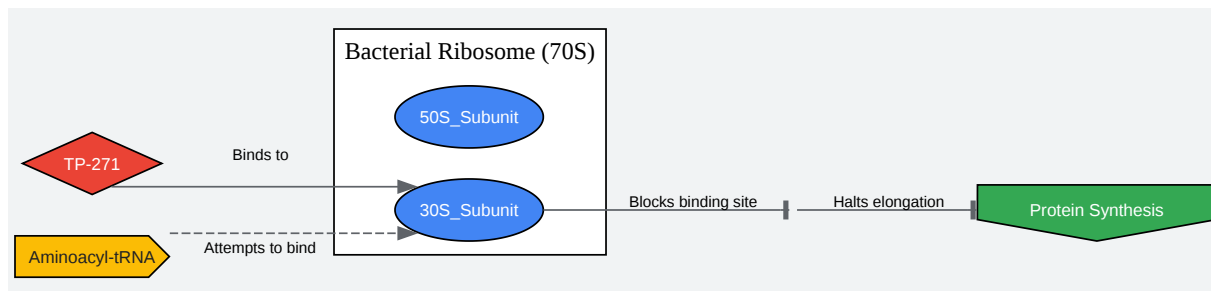 Bacterial Ribosome (70S)
50S_Subunit
TP-271
Binds to
30S_Subunit
Blocks binding site
Halts elongation
Protein Synthesis
Aminoacyl-tRNA
Attempts to bind